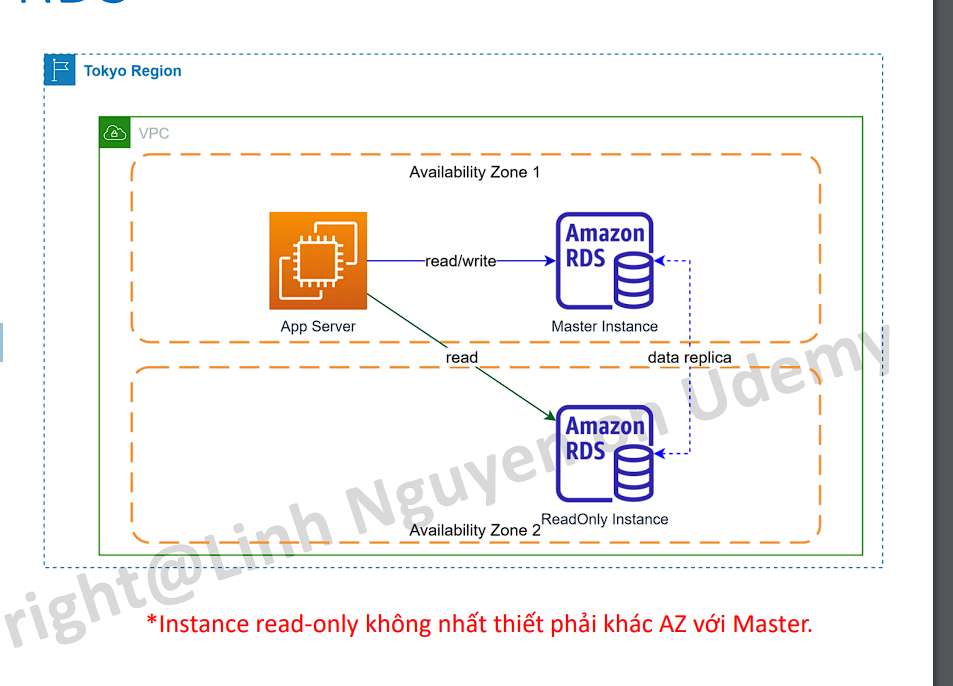 RDS
Tokyo Region
VPC
Availability Zone 1
Amazon
RDS
read/write
App Server
Master Instance
read
data replica
Amazon
RDS
ReadOnly Instance
Availability Zone 2
right@Linh Nguyen on Udemy
*Instance read-only không nhất thiết phải khác AZ với Master.